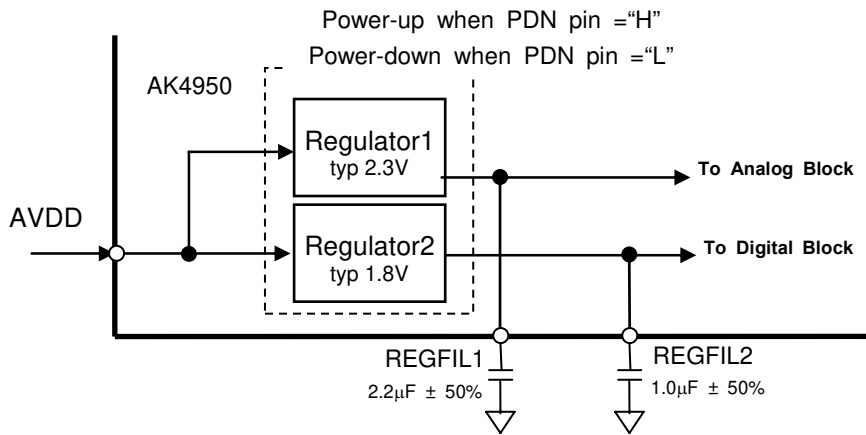 Power-up when PDN pin =“H”
Power-down when PDN pin =“L”
AK4950
Regulator1
typ 2.3V
To Analog Block
AVDD
Regulator2
typ 1.8V
To Digital Block
REGFIL1
2.2μF ± 50%
REGFIL2
1.0μF ± 50%